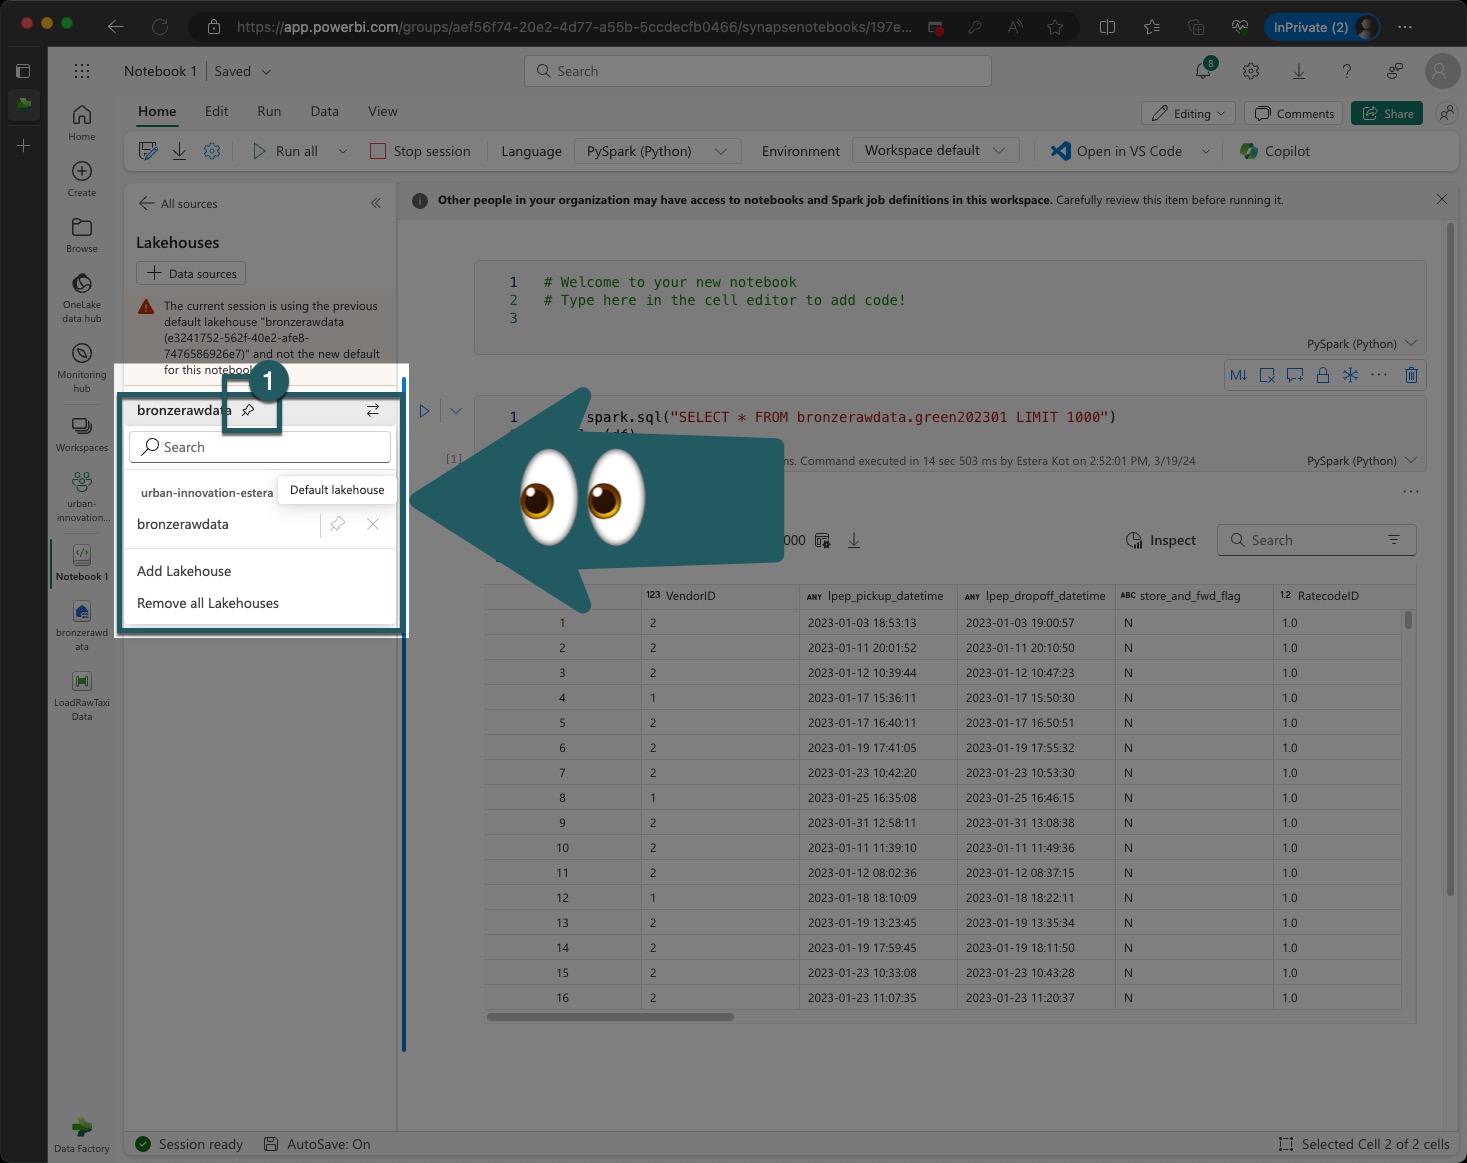 https://app.powerbi.com/groups/aef56f74-20e2-4d77-a55b-5ccdecfb0466/synapsenotebooks/197e...
InPrivate (2)
Notebook 1
Saved
Search
8
Home
Edit
Run
Data
View
Editing
Comments
Share
Run all
Stop session
Language
PySpark (Python)
Environment
Workspace default
Open in VS Code
Copilot
Home
Create
Browse
OneLake
data hub
Monitoring
hub
Workspaces
urban-
innovation...
Notebook 1
bronzerawd
ata
LoadRawTaxi
Data
Data Factory
All sources
Lakehouses
Data sources
The current session is using the previous
default lakehouse "bronzerawdata
(e3241752-562f-40e2-afe8-
7476586926e7)" and not the new default
for this notebook
1
bronzerawdata
Search
urban-innovation-estera
Default lakehouse
bronzerawdata
Add Lakehouse
Remove all Lakehouses
Other people in your organization may have access to notebooks and Spark job definitions in this workspace. Carefully review this item before running it.
1 # Welcome to your new notebook
2 # Type here in the cell editor to add code!
3
PySpark (Python)
M↓
1 spark.sql("SELECT * FROM bronzerawdata.green202301 LIMIT 1000")
(df)
[1]
ms. Command executed in 14 sec 503 ms by Estera Kot on 2:52:01 PM, 3/19/24
PySpark (Python)
000
Inspect
Search
123 VendorID ANY lpep_pickup_datetime ANY lpep_dropoff_datetime ABC store_and_fwd_flag 1.2 RatecodeID
1 2 2023-01-03 18:53:13 2023-01-03 19:00:57 N 1.0
2 2 2023-01-11 20:01:52 2023-01-11 20:10:50 N 1.0
3 2 2023-01-12 10:39:44 2023-01-12 10:47:23 N 1.0
4 1 2023-01-17 15:36:11 2023-01-17 15:50:30 N 1.0
5 2 2023-01-17 16:40:11 2023-01-17 16:50:51 N 1.0
6 2 2023-01-19 17:41:05 2023-01-19 17:55:32 N 1.0
7 2 2023-01-23 10:42:20 2023-01-23 10:53:30 N 1.0
8 1 2023-01-25 16:35:08 2023-01-25 16:46:15 N 1.0
9 2 2023-01-31 12:58:11 2023-01-31 13:08:38 N 1.0
10 2 2023-01-11 11:39:10 2023-01-11 11:49:36 N 1.0
11 2 2023-01-12 08:02:36 2023-01-12 08:37:15 N 1.0
12 1 2023-01-18 18:10:09 2023-01-18 18:22:11 N 1.0
13 2 2023-01-19 13:23:45 2023-01-19 13:35:34 N 1.0
14 2 2023-01-19 17:59:45 2023-01-19 18:11:50 N 1.0
15 2 2023-01-23 10:33:08 2023-01-23 10:43:28 N 1.0
16 2 2023-01-23 11:07:35 2023-01-23 11:20:37 N 1.0
Session ready
AutoSave: On
Selected Cell 2 of 2 cells